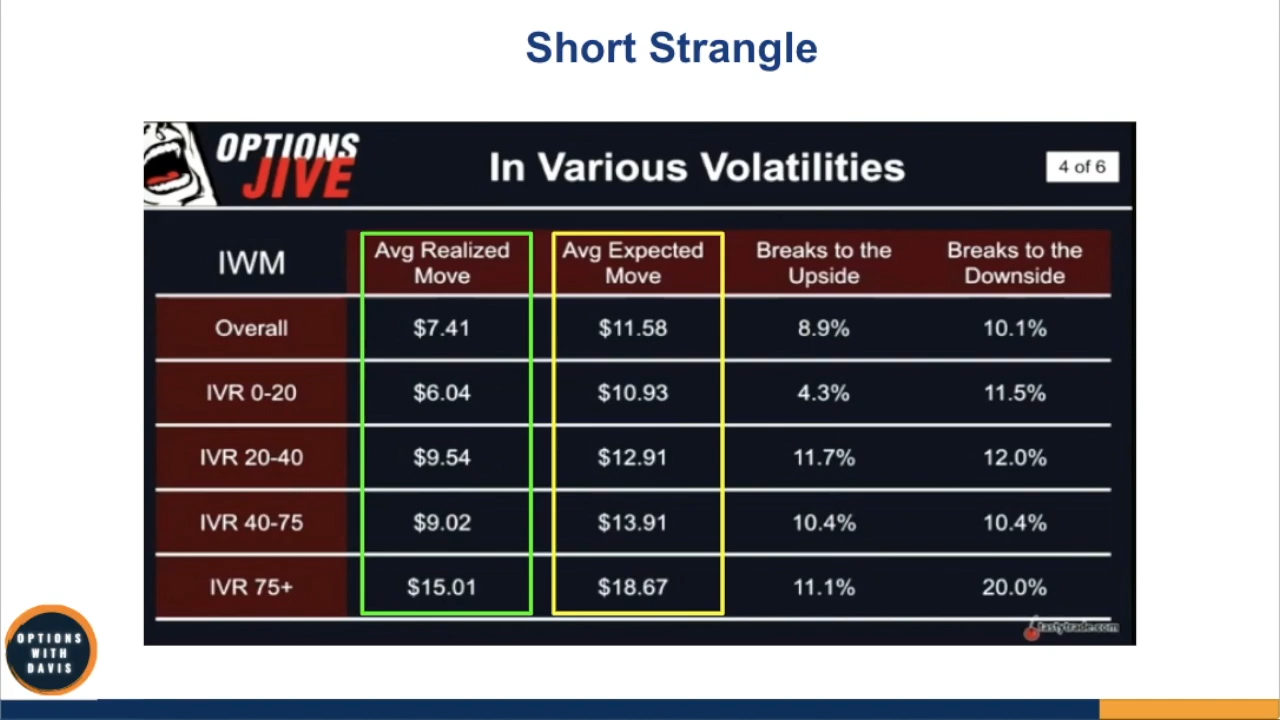 Short Strangle
OPTIONS
JIVE
In Various Volatilities
4 of 6
IWM
Avg Realized
Move
Avg Expected
Move
Breaks to the
Upside
Breaks to the
Downside
Overall $7.41 $11.58 8.9% 10.1%
IVR 0-20 $6.04 $10.93 4.3% 11.5%
IVR 20-40 $9.54 $12.91 11.7% 12.0%
IVR 40-75 $9.02 $13.91 10.4% 10.4%
IVR 75+ $15.01 $18.67 11.1% 20.0%
tastytrade.com
OPTIONS
WITH
DAVIS